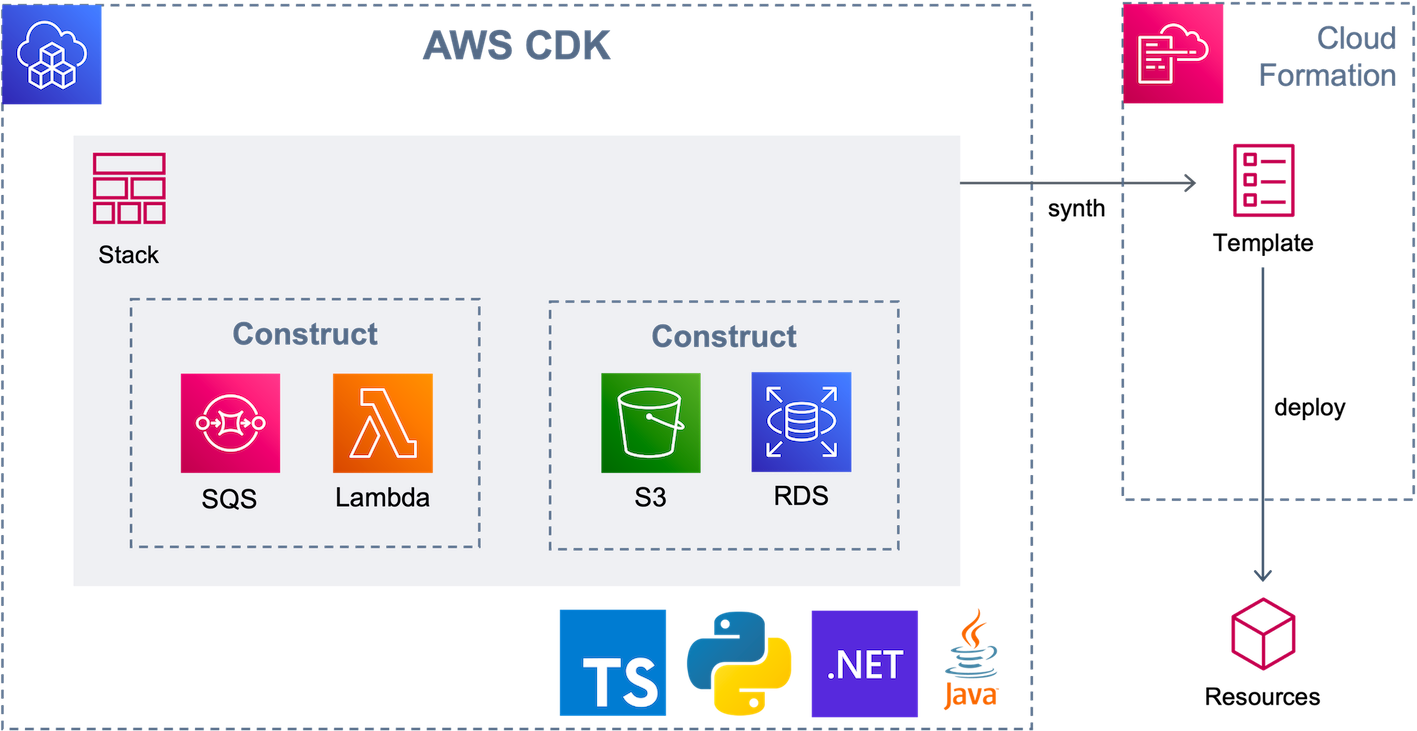 AWS CDK
Cloud
Formation
Stack
synth
Template
Construct
Construct
SQS
Lambda
S3
RDS
deploy
TS
.NET
Java
Resources